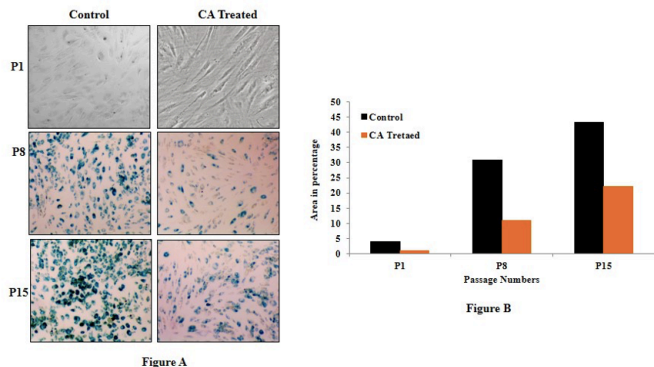 Control CA Treated
P1
P8
P15
Figure A
50
45
40
35
30
25
20
15
10
5
0
Area in percentage
Control
CA Tretaed
P1 P8 P15
Passage Numbers
Figure B